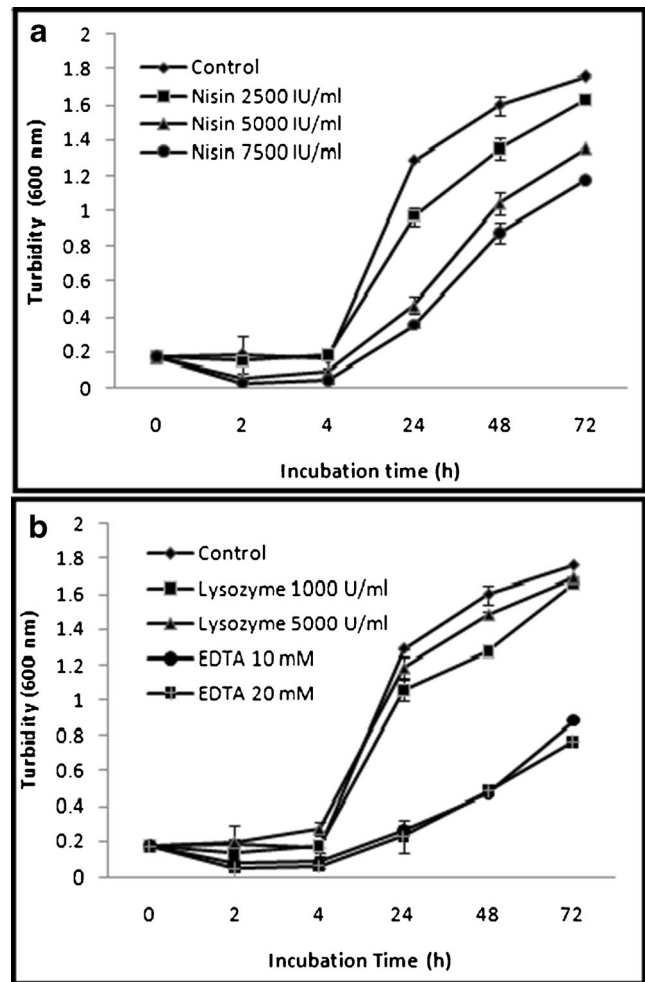 a
2
1.8
1.6
1.4
1.2
1
0.8
0.6
0.4
0.2
0
Turbidity (600 nm)
Control
Nisin 2500 IU/ml
Nisin 5000 IU/ml
Nisin 7500 IU/ml
0 2 4 24 48 72
Incubation time (h)
b
2
1.8
1.6
1.4
1.2
1
0.8
0.6
0.4
0.2
0
Turbidity (600 nm)
Control
Lysozyme 1000 U/ml
Lysozyme 5000 U/ml
EDTA 10 mM
EDTA 20 mM
0 2 4 24 48 72
Incubation Time (h)